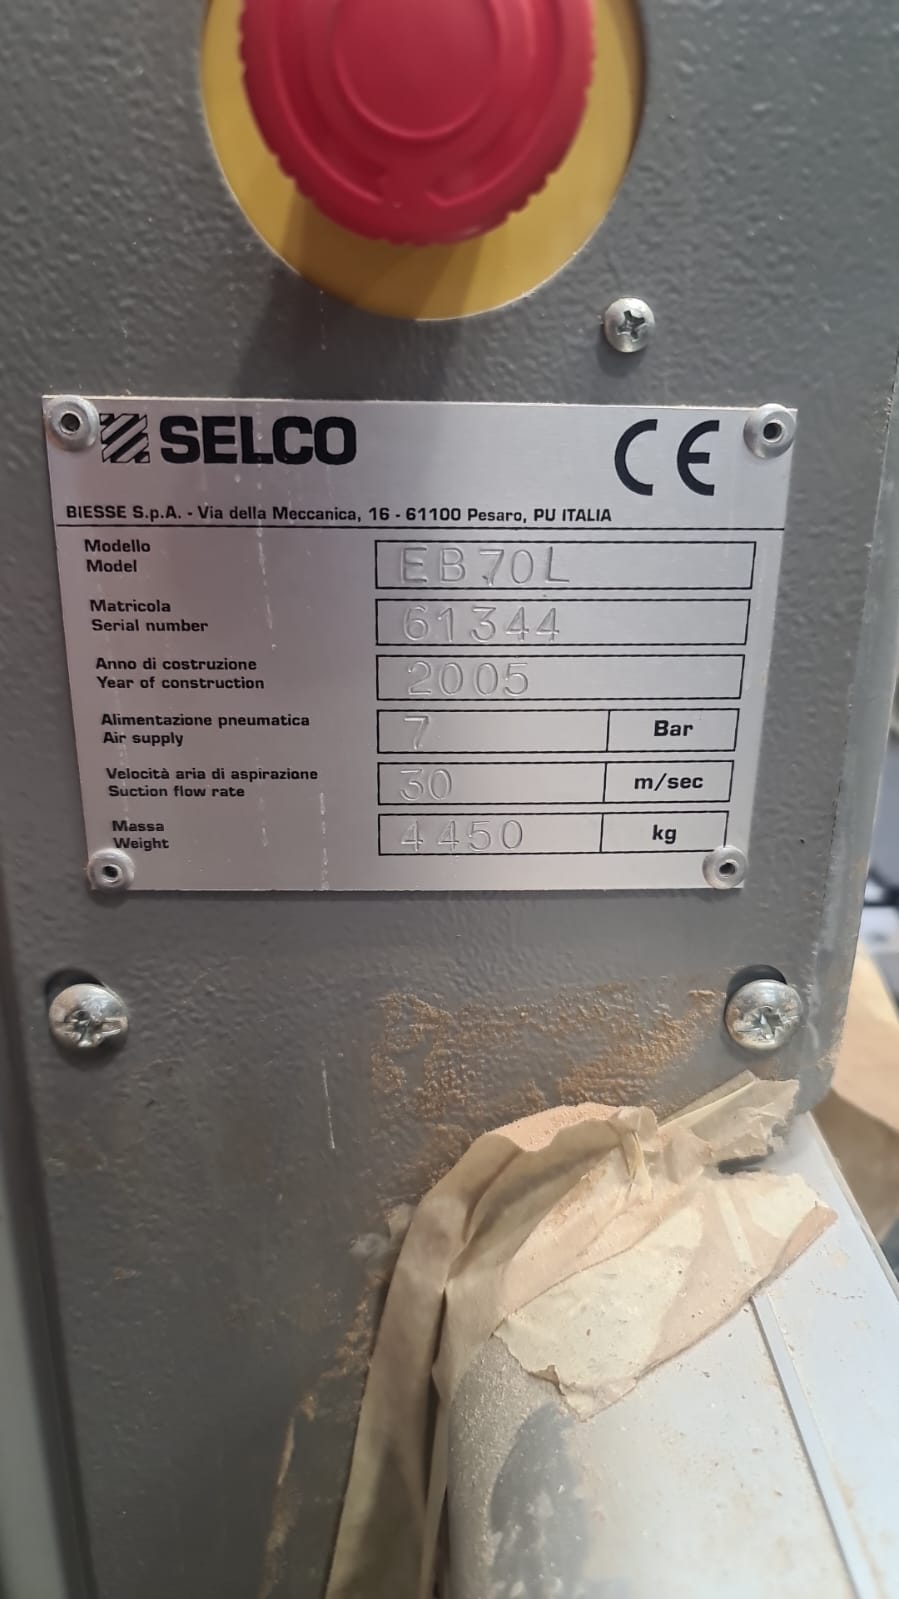 SELCO CE
BIESSE S.p.A. - Via della Meccanica, 16 - 61100 Pesaro, PU ITALIA
Modello
Model EB70L
Matricola
Serial number 61344
Anno di costruzione
Year of construction 2005
Alimentazione pneumatica
Air supply 7 Bar
Velocità aria di aspirazione
Suction flow rate 30 m/sec
Massa
Weight 4450 kg